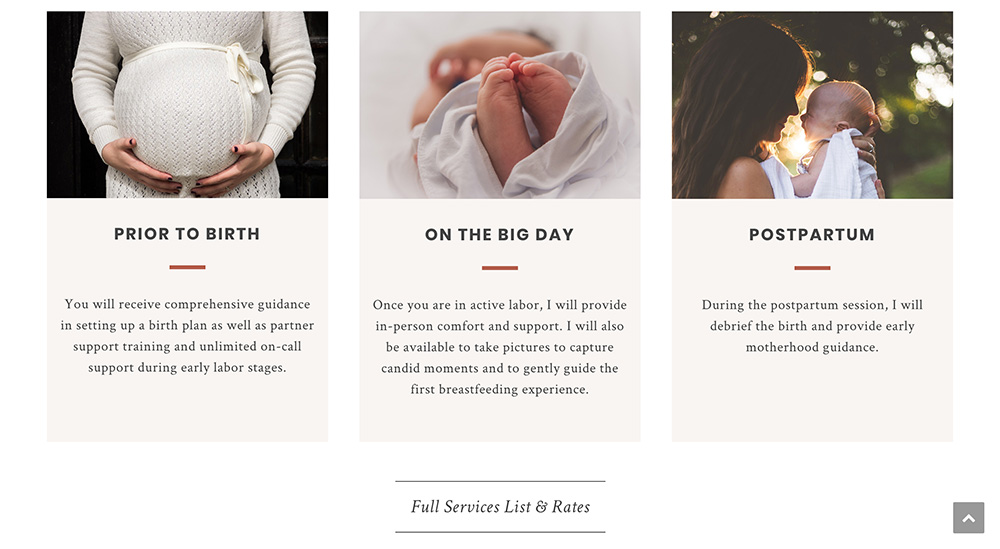 PRIOR TO BIRTH
You will receive comprehensive guidance
in setting up a birth plan as well as partner
support training and unlimited on-call
support during early labor stages.
ON THE BIG DAY
Once you are in active labor, I will provide
in-person comfort and support. I will also
be available to take pictures to capture
candid moments and to gently guide the
first breastfeeding experience.
POSTPARTUM
During the postpartum session, I will
debrief the birth and provide early
motherhood guidance.
Full Services List & Rates